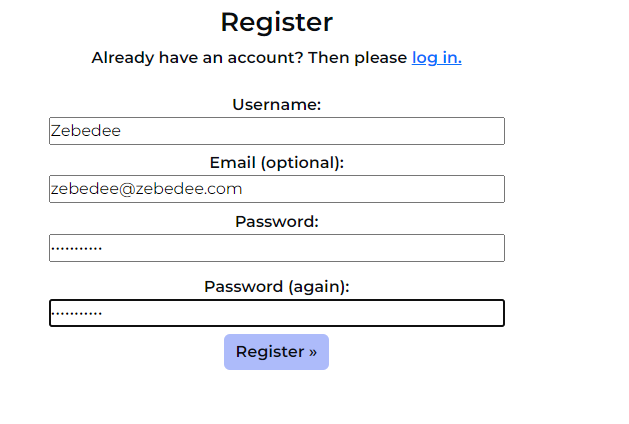 Register
Already have an account? Then please log in.
Username:
Zebedee
Email (optional):
zebedee@zebedee.com
Password:
···········
Password (again):
···········
Register »